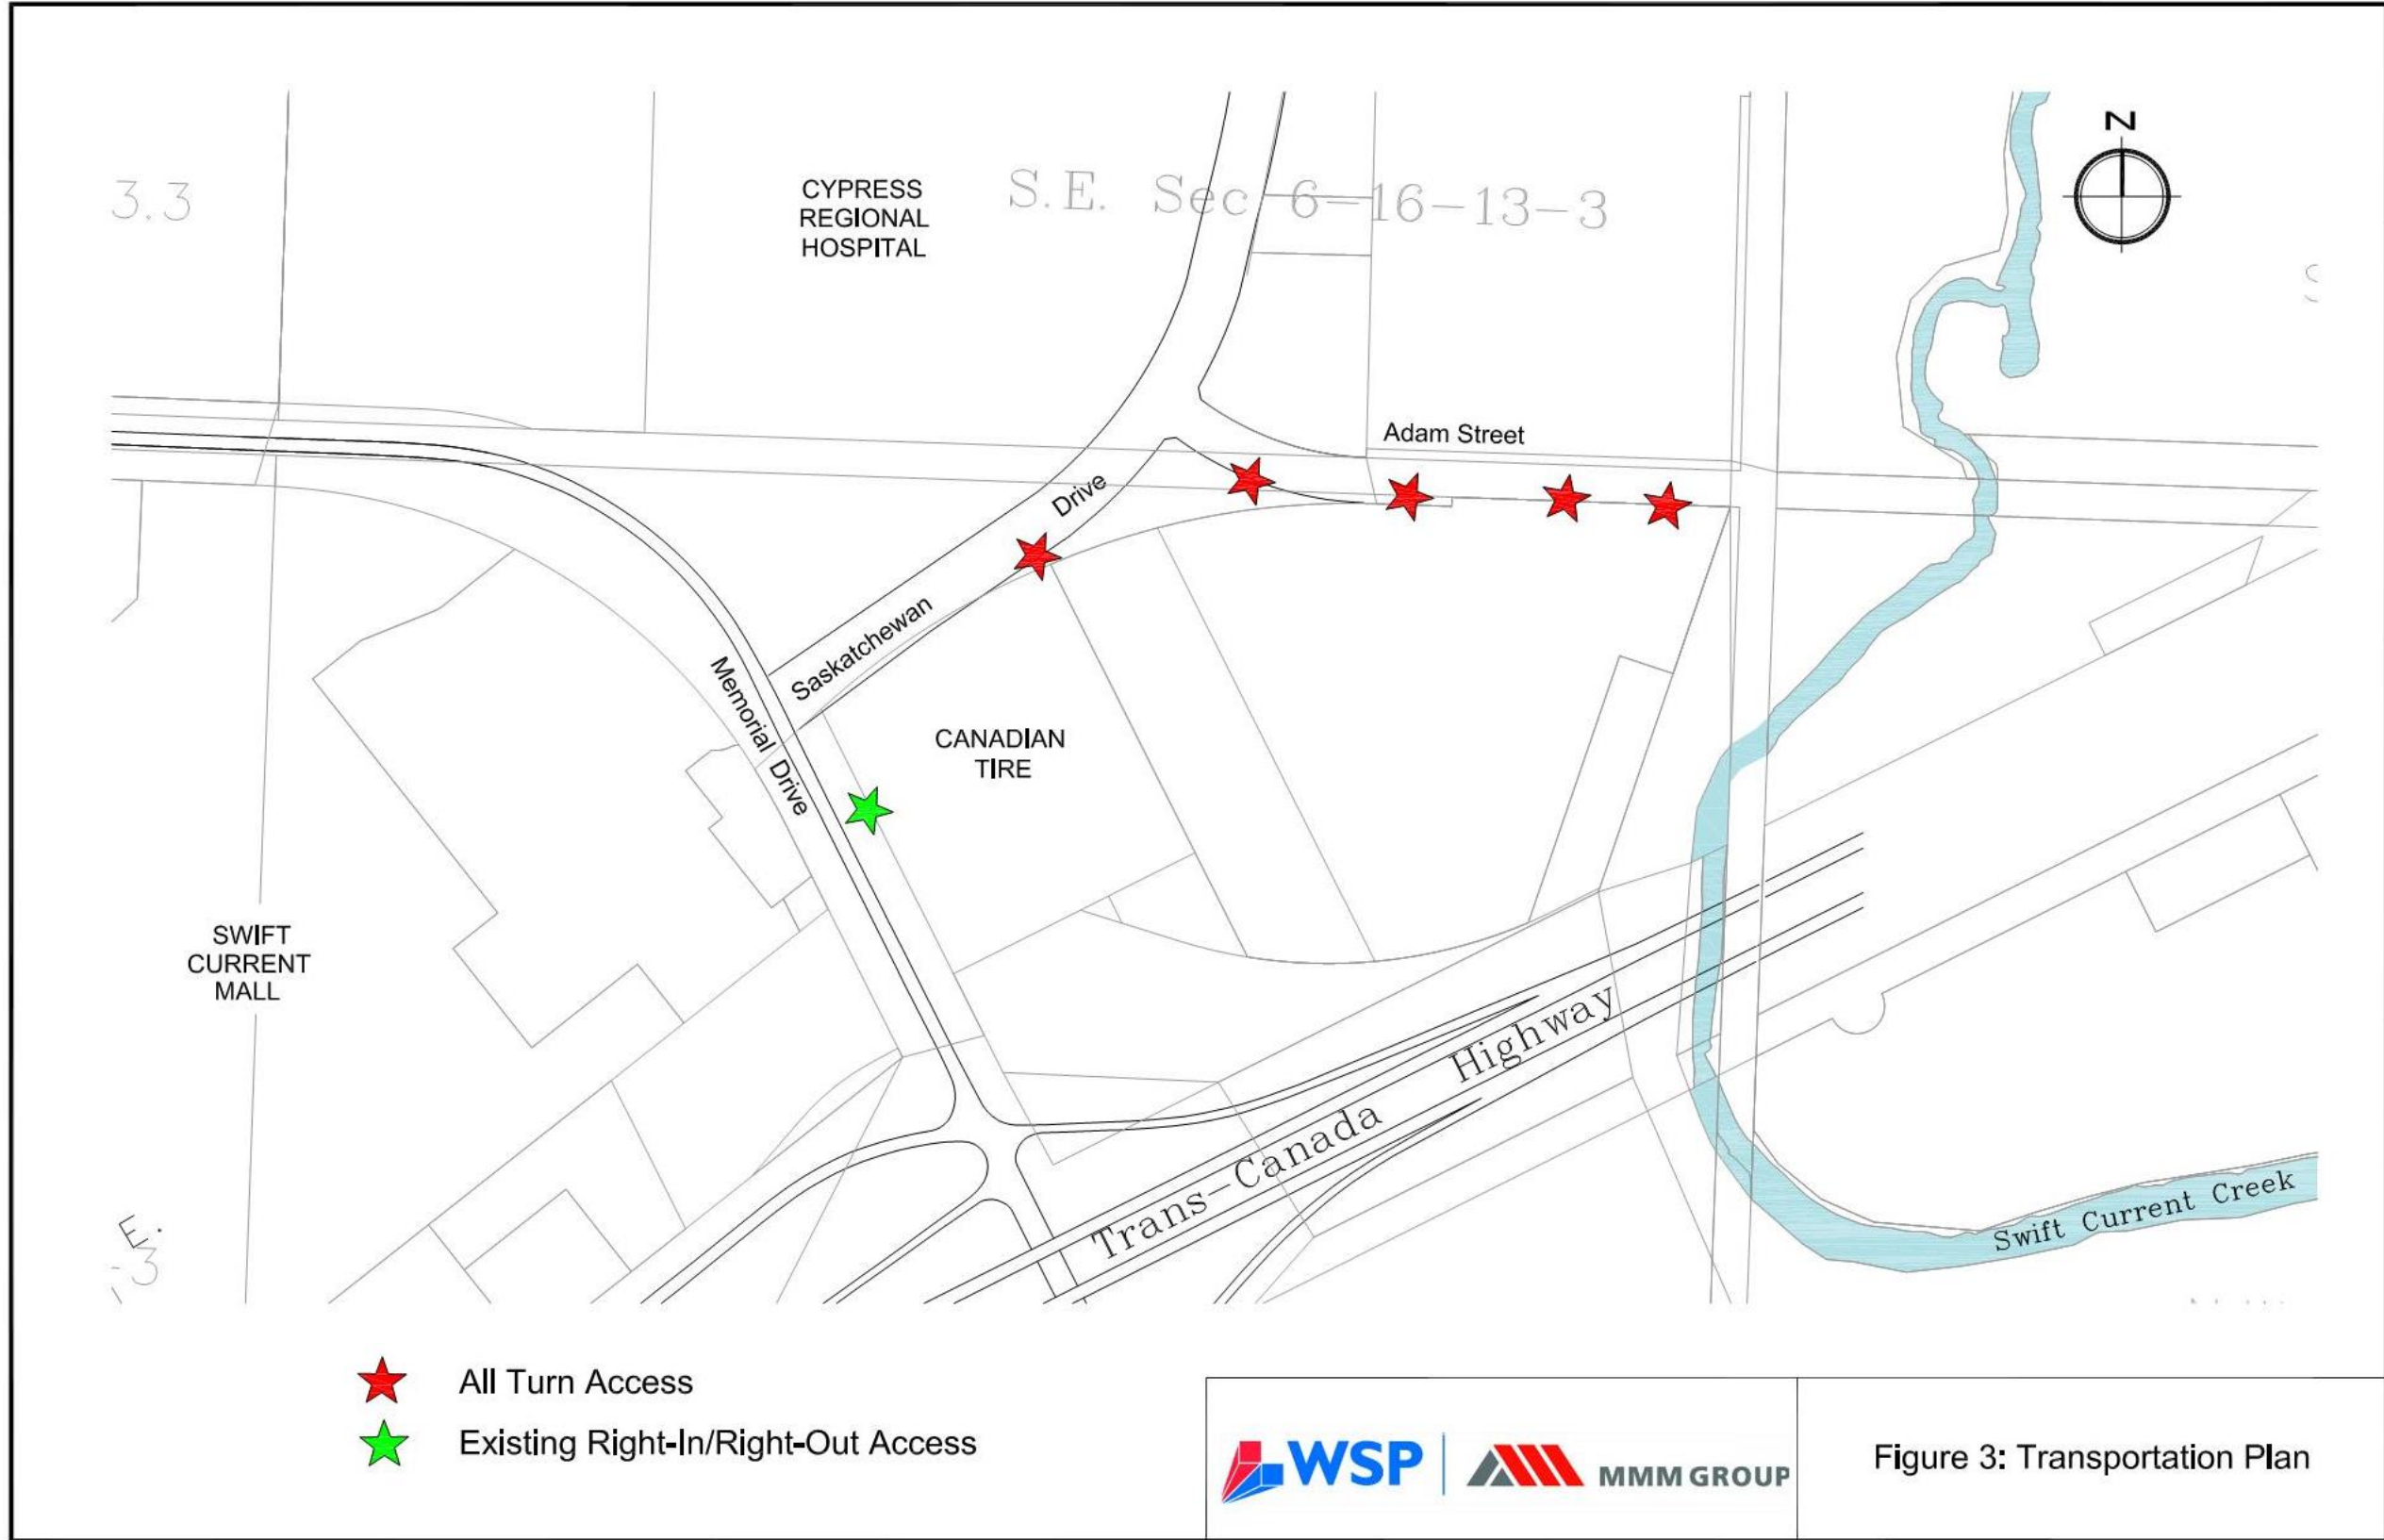 3.3
CYPRESS
REGIONAL
HOSPITAL
S.E. Sec 6-16-13-3
N
Adam Street
Saskatchewan Drive
Memorial Drive
CANADIAN
TIRE
SWIFT
CURRENT
MALL
Trans-Canada Highway
Swift Current Creek
E.
All Turn Access
Existing Right-In/Right-Out Access
WSP
MMM GROUP
Figure 3: Transportation Plan